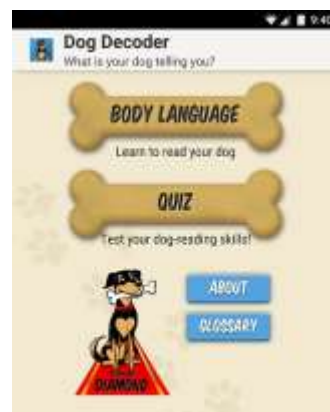 9:40
Dog Decoder
What is your dog telling you?
BODY LANGUAGE
Learn to read your dog
QUIZ
Test your dog-reading skills!
ABOUT
GLOSSARY
DIAMOND